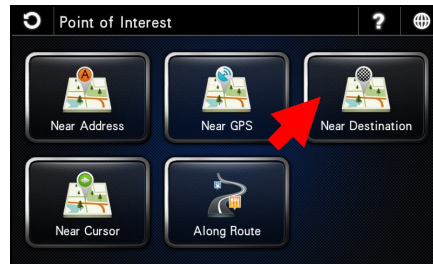 Point of Interest ?
A
Near Address Near GPS Near Destination
Near Cursor Along Route